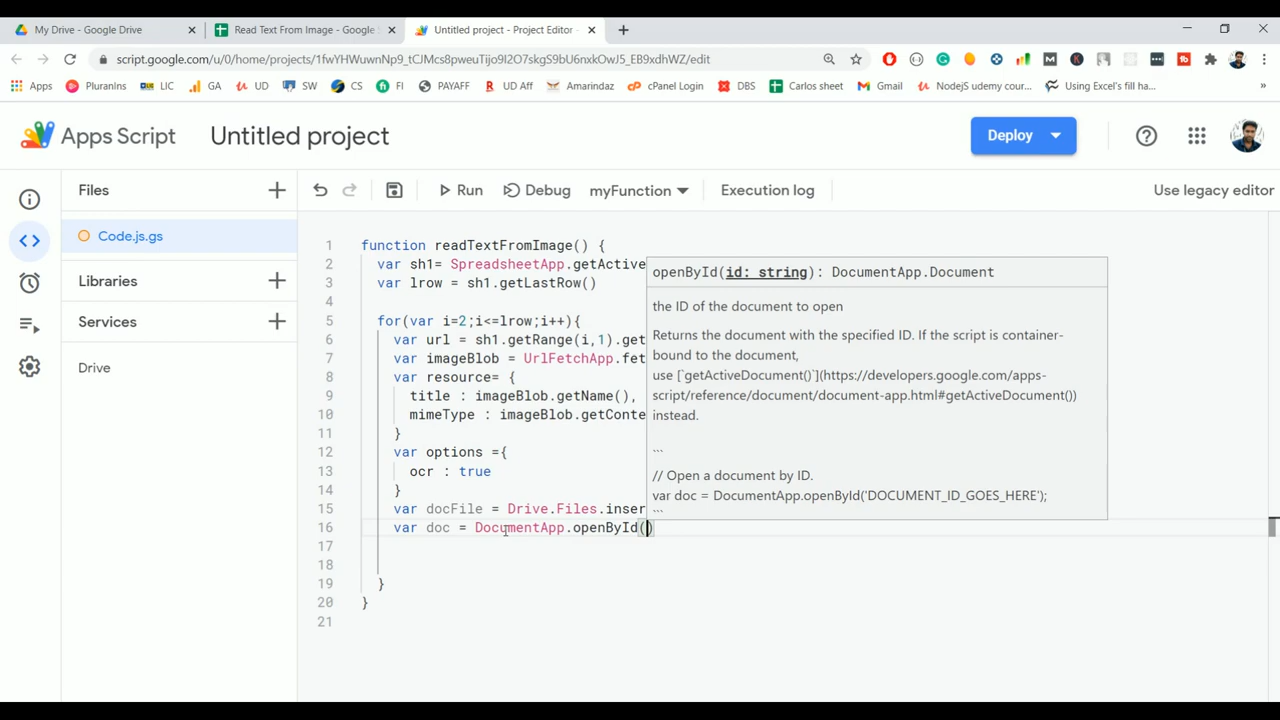 My Drive - Google Drive
Read Text From Image - Google
Untitled project - Project Editor -
script.google.com/u/0/home/projects/1fwYHWuwnNp9_tCJMcs8lweuTTjo9I2O7skgS9bU6nxkOwJ5_EB9xdhWZ/edit
Apps PluranIns LIC GA UD SW CS FI PAYAFF UD Aff Amarindaz cPanel Login DBS Carlos sheet Gmail NodejS udemy cour... Using Excel's fill ha...
Apps Script Untitled project Deploy
Files Run Debug myFunction Execution log Use legacy editor
Code.js.gs
Libraries
Services
Drive
1 function readTextFromImage() {
2 var sh1= SpreadsheetApp.getActive
3 var lrow = sh1.getLastRow()
4
5 for(var i=2;i<=lrow;i++){
6 var url = sh1.getRange(i,1).get
7 var imageBlob = UrlFetchApp.fet
8 var resource= {
9 title : imageBlob.getName(),
10 mimeType : imageBlob.getConte
11 }
12 var options ={
13 ocr : true
14 }
15 var docFile = Drive.Files.inser
16 var doc = DocumentApp.openById()
17
18
19 }
20 }
21
openById(id: string): DocumentApp.Document
the ID of the document to open
Returns the document with the specified ID. If the script is container-
bound to the document,
use [`getActiveDocument()`](https://developers.google.com/apps-
script/reference/document/document-app.html#getActiveDocument())
instead.
```
// Open a document by ID.
var doc = DocumentApp.openById('DOCUMENT_ID_GOES_HERE');
```